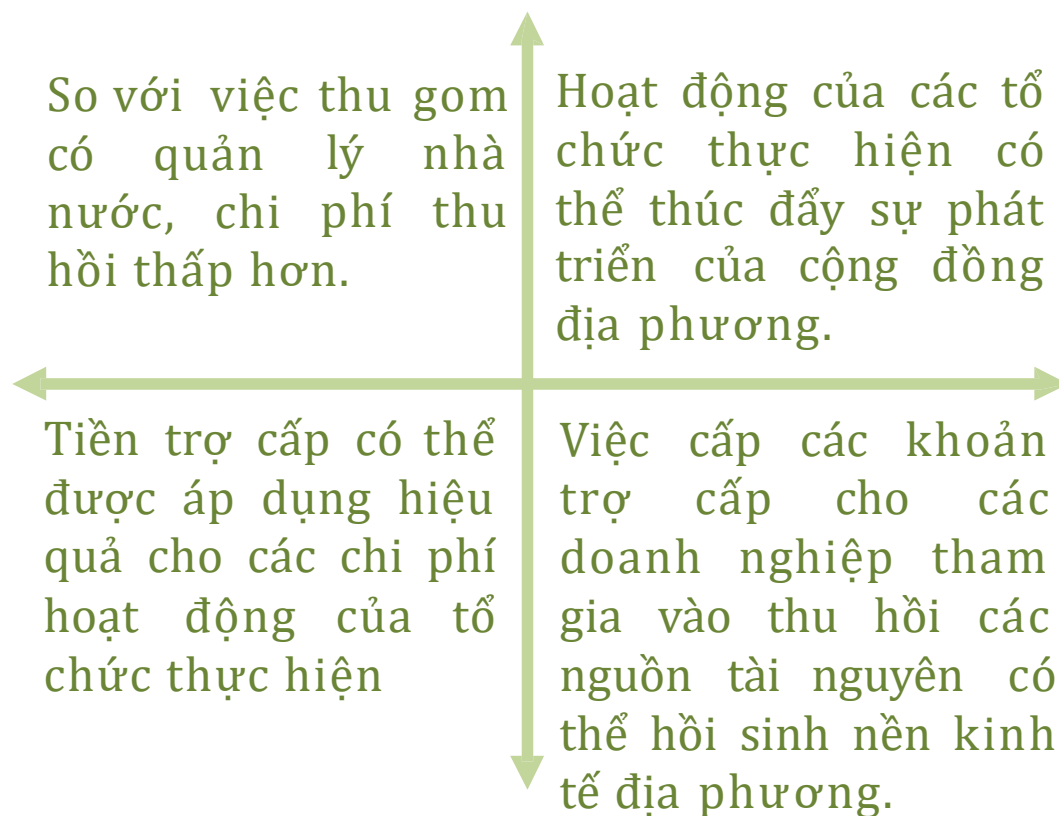 So với việc thu gom
có quản lý nhà
nước, chi phí thu
hồi thấp hơn.
Hoạt động của các tổ
chức thực hiện có
thể thúc đẩy sự phát
triển của cộng đồng
địa phương.
Tiền trợ cấp có thể
được áp dụng hiệu
quả cho các chi phí
hoạt động của tổ
chức thực hiện
Việc cấp các khoản
trợ cấp cho các
doanh nghiệp tham
gia vào thu hồi các
nguồn tài nguyên có
thể hồi sinh nền kinh
tế địa phương.